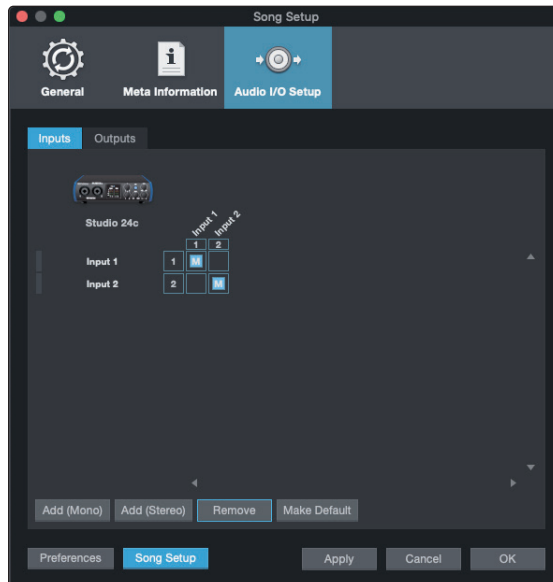 Song Setup
General Meta Information Audio I/O Setup
Inputs Outputs
Studio 24c
Input 1 Input 2
1 2
Input 1 1 M
Input 2 2 M
Add (Mono) Add (Stereo) Remove Make Default
Preferences Song Setup Apply Cancel OK